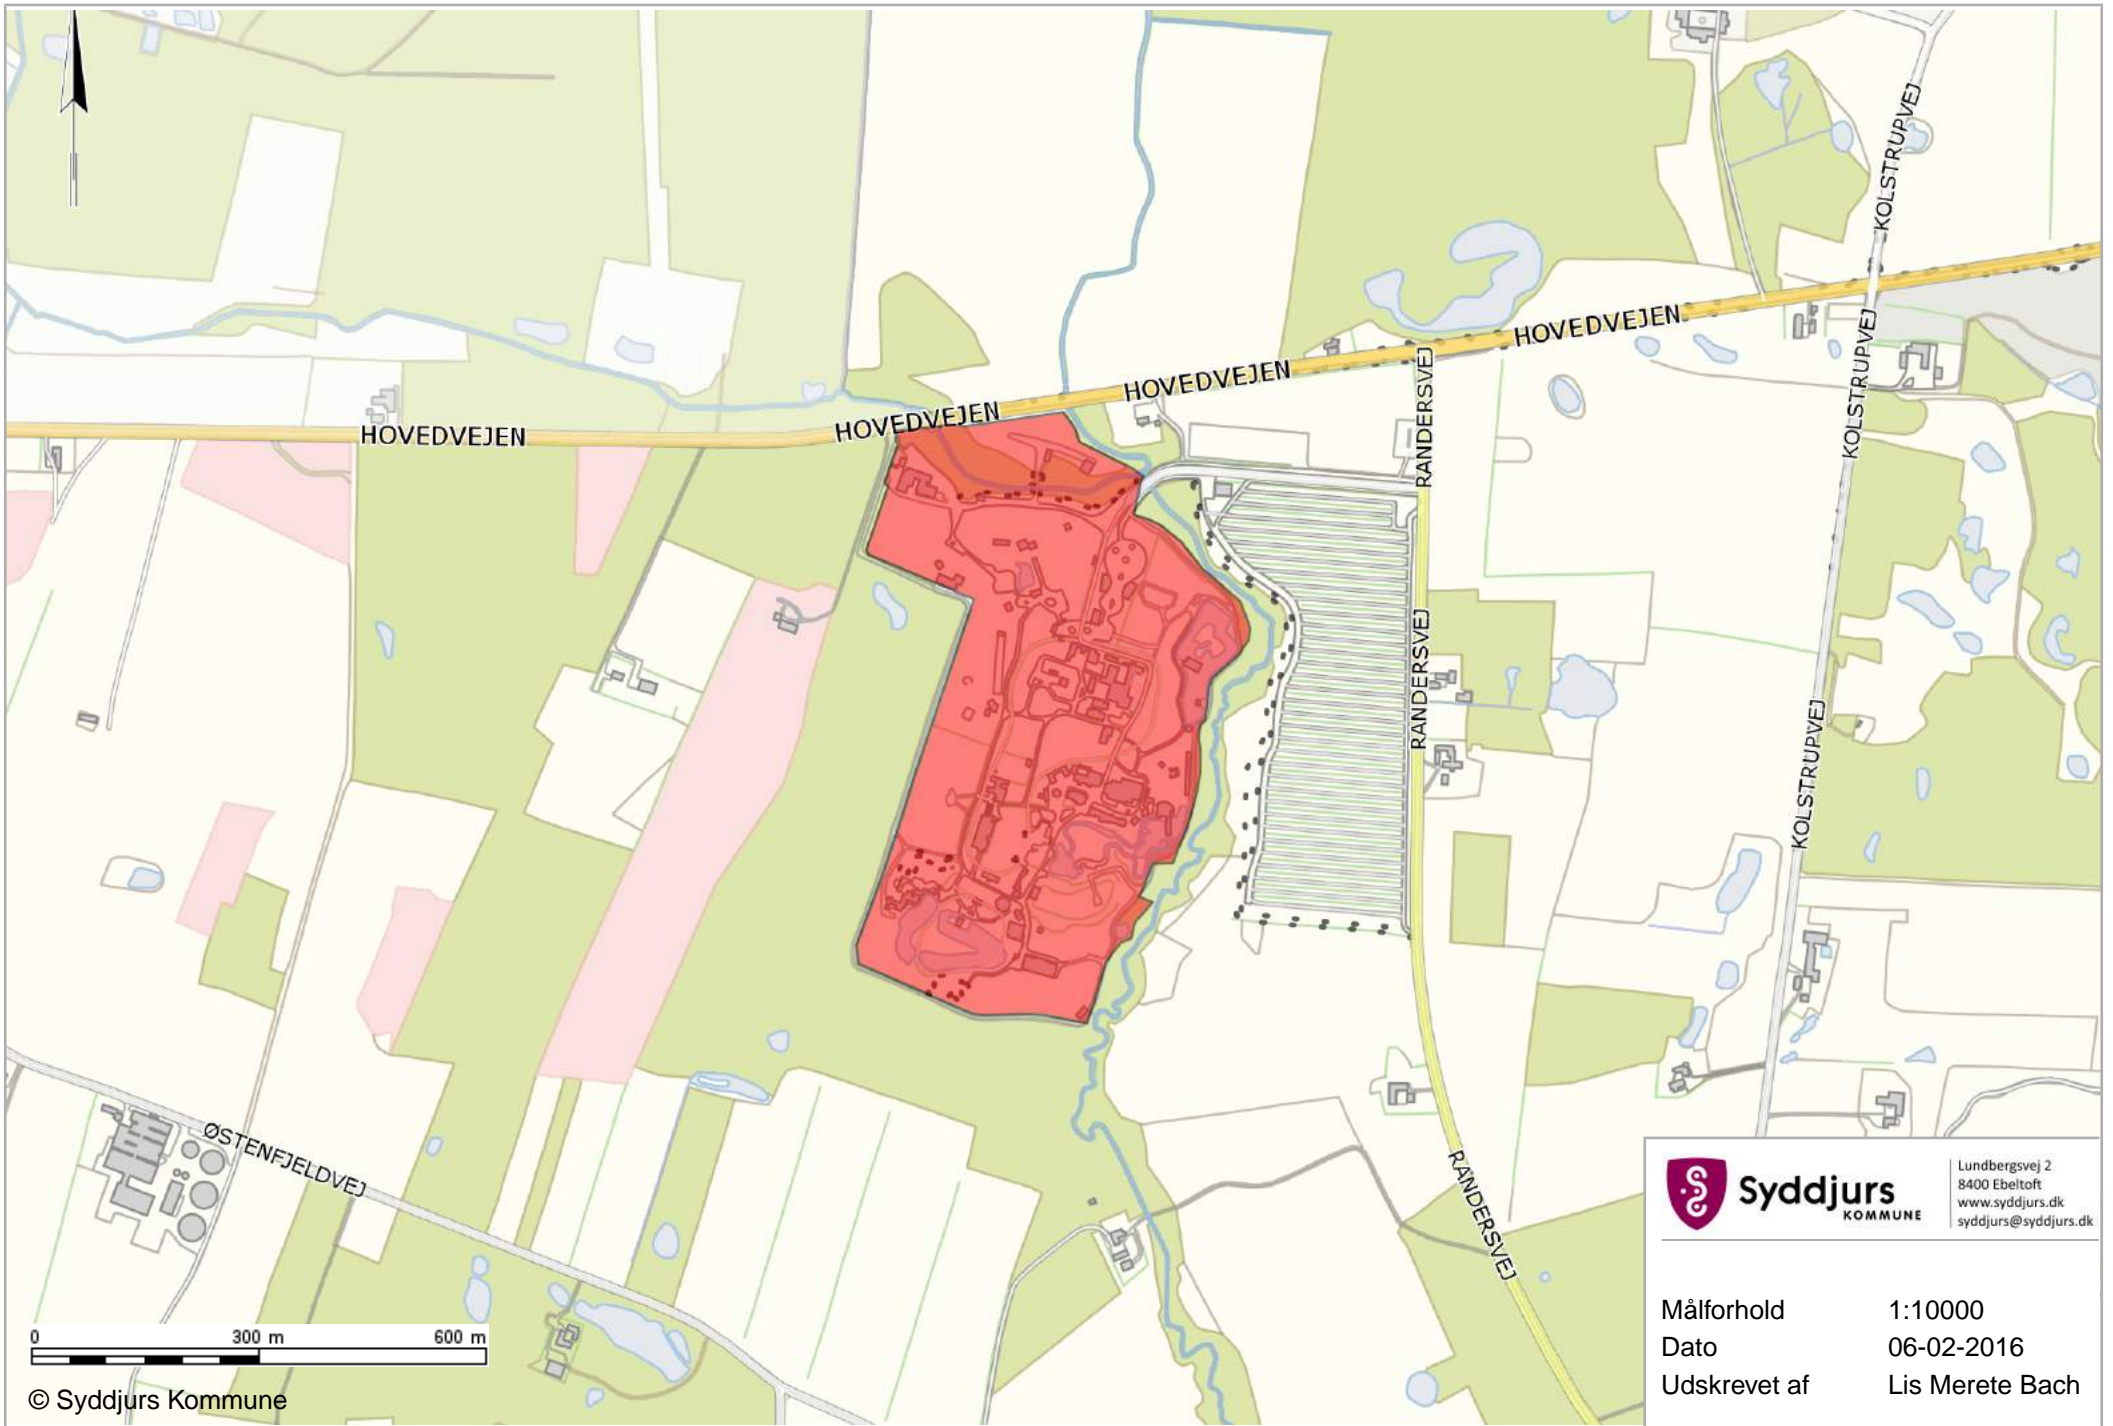 KOLSTRUPVEJ
HOVEDVEJEN
HOVEDVEJEN
HOVEDVEJEN
HOVEDVEJEN
RANDERSVEJ
KOLSTRUPVEJ
RANDERSVEJ
KOLSTRUPVEJ
ØSTENFJELDVEJ
RANDERSVEJ
Syddjurs
KOMMUNE
Lundbergsvej 2
8400 Ebeltoft
www.syddjurs.dk
syddjurs@syddjurs.dk
Målforhold 1:10000
Dato 06-02-2016
Udskrevet af Lis Merete Bach
0 300 m 600 m
© Syddjurs Kommune